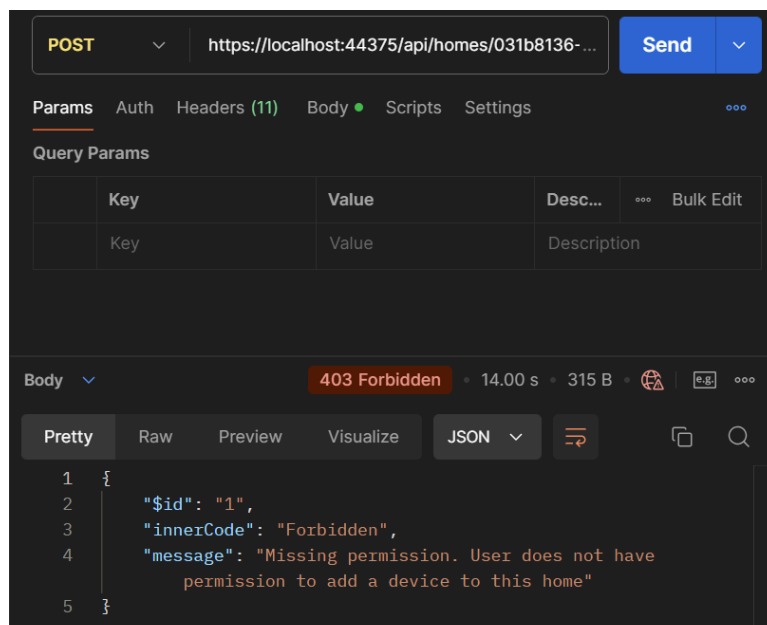 POST https://localhost:44375/api/homes/031b8136-... Send
Params Auth Headers (11) Body Scripts Settings
Query Params
Key Value Desc... Bulk Edit
Key Value Description
Body 403 Forbidden 14.00 s 315 B e.g.
Pretty Raw Preview Visualize JSON
1 {
2 "$id": "1",
3 "innerCode": "Forbidden",
4 "message": "Missing permission. User does not have
permission to add a device to this home"
5 }